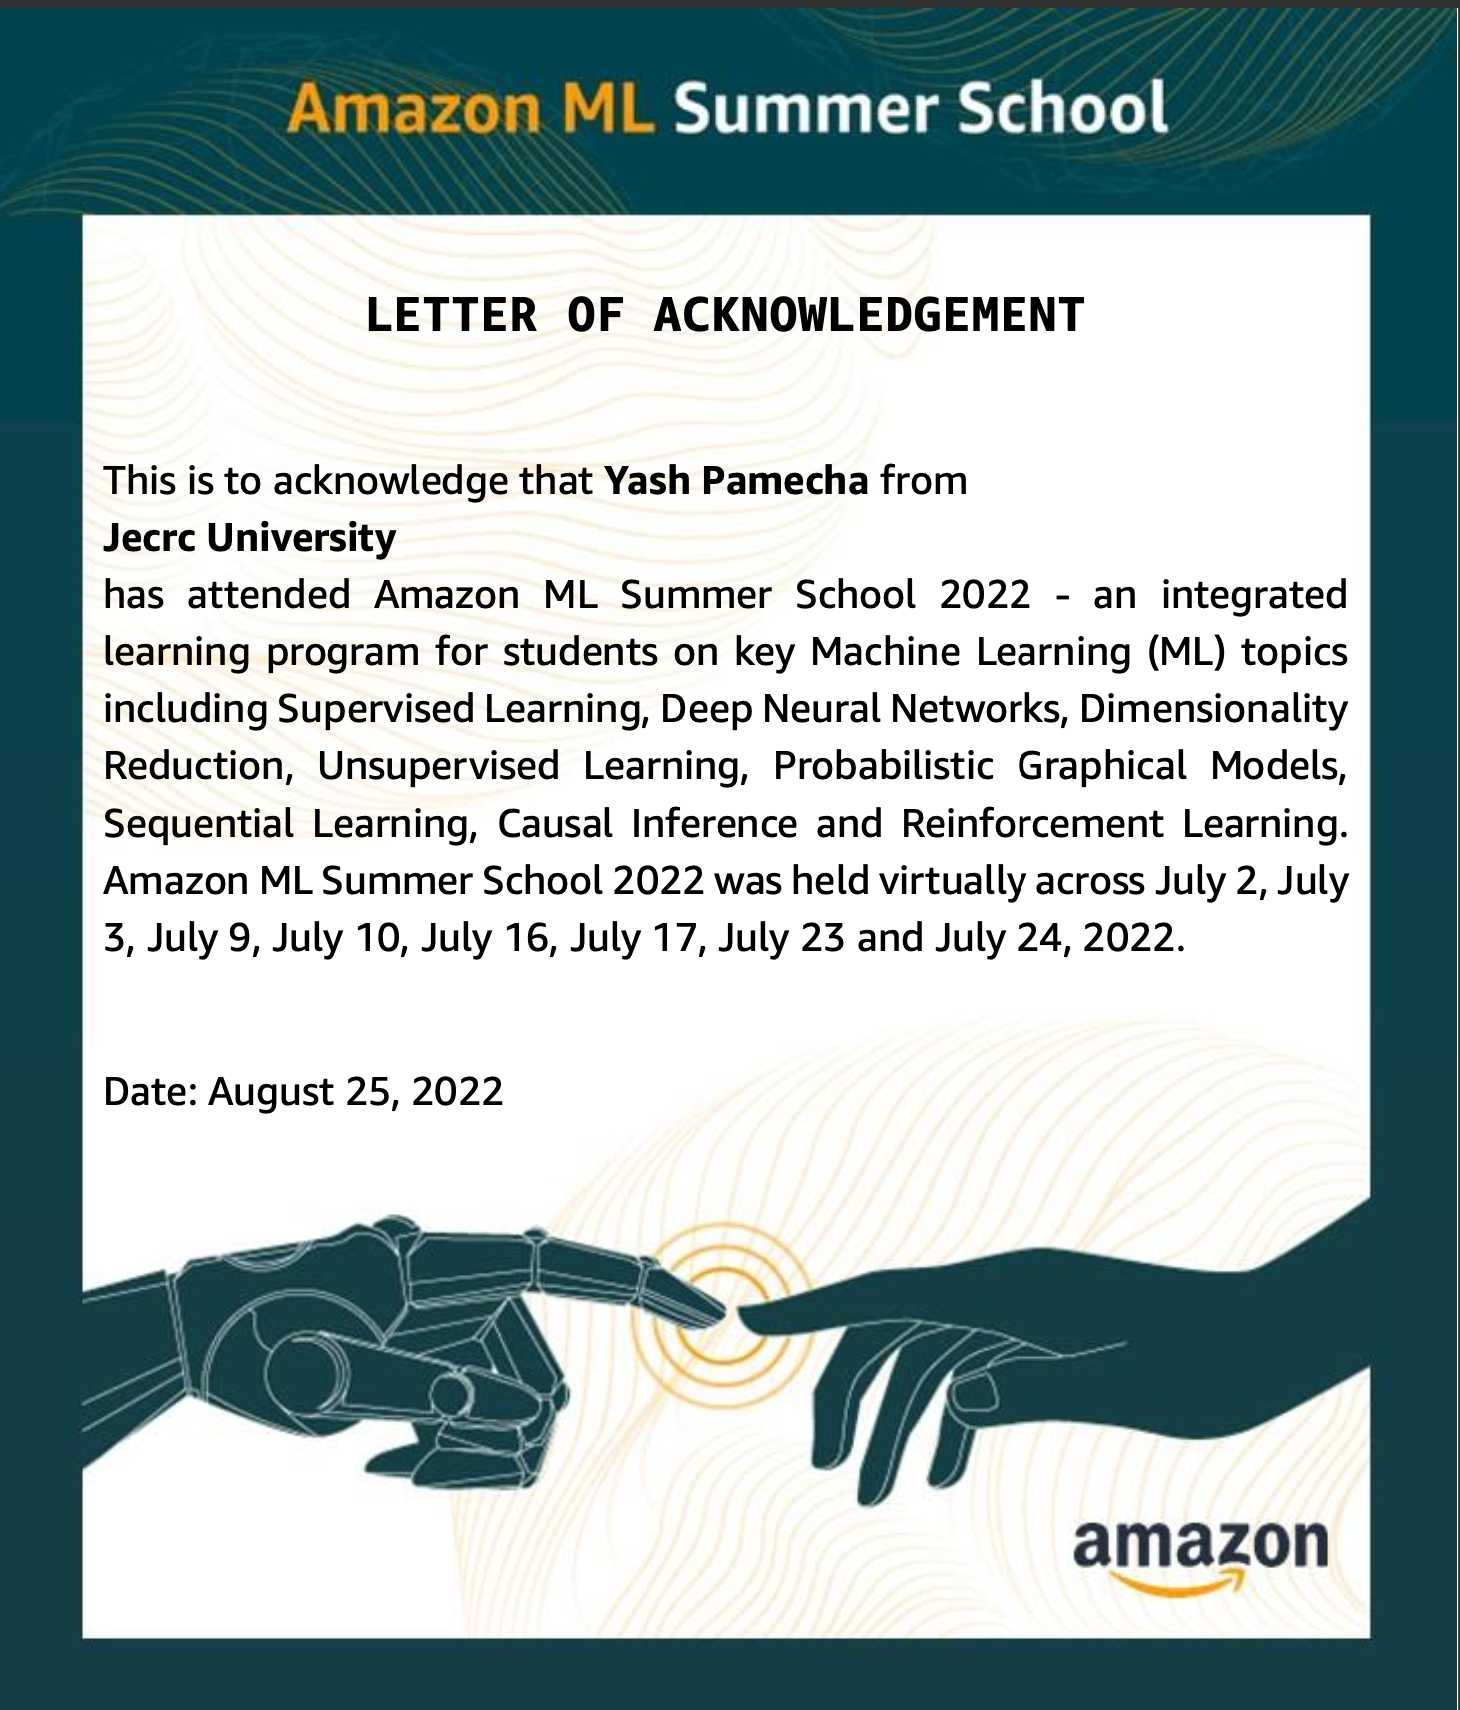 Amazon ML Summer School
LETTER OF ACKNOWLEDGEMENT
This is to acknowledge that Yash Pamecha from
Jecrc University
has attended Amazon ML Summer School 2022 - an integrated
learning program for students on key Machine Learning (ML) topics
including Supervised Learning, Deep Neural Networks, Dimensionality
Reduction, Unsupervised Learning, Probabilistic Graphical Models,
Sequential Learning, Causal Inference and Reinforcement Learning.
Amazon ML Summer School 2022 was held virtually across July 2, July
3, July 9, July 10, July 16, July 17, July 23 and July 24, 2022.
Date: August 25, 2022
amazon